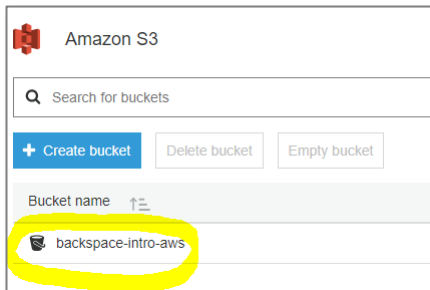 Amazon S3
Search for buckets
Create bucket Delete bucket Empty bucket
Bucket name
backspace-intro-aws